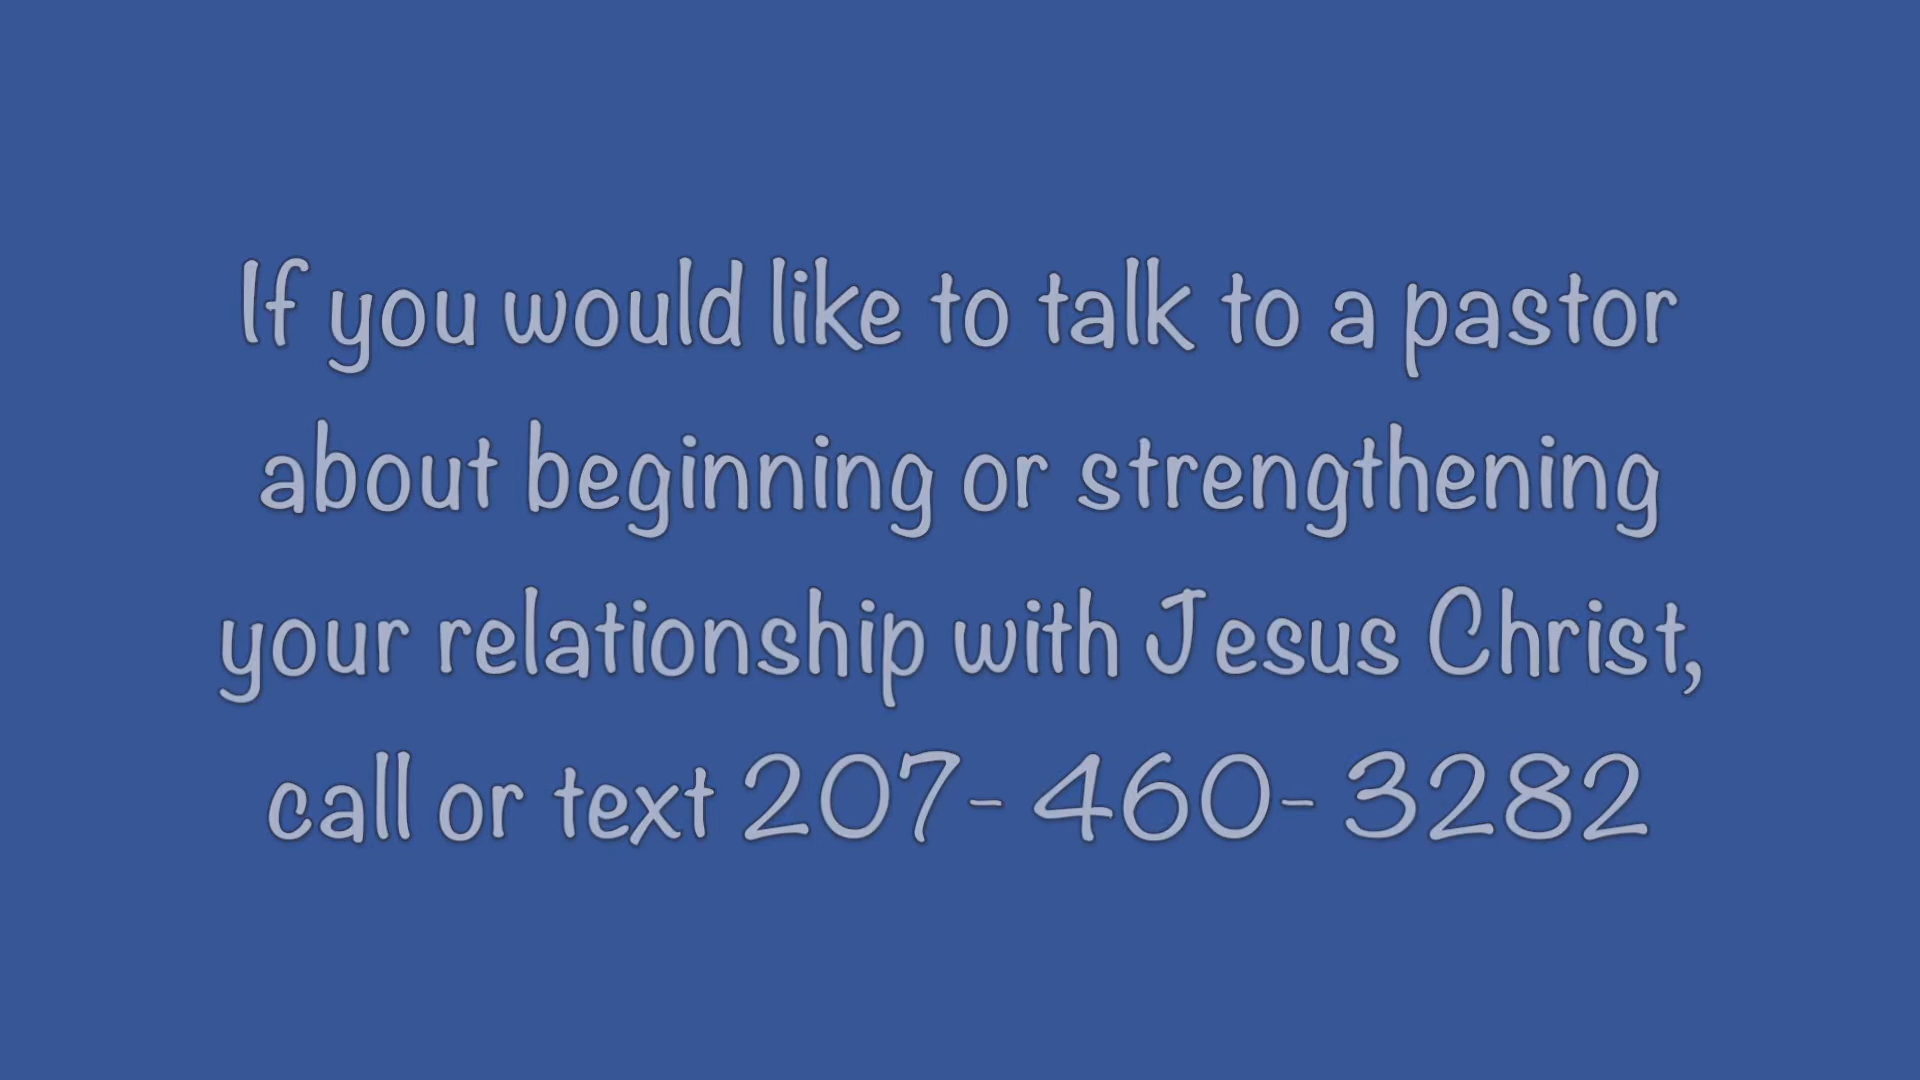 If you would like to talk to a pastor
about beginning or strengthening
your relationship with Jesus Christ,
call or text 207-460-3282